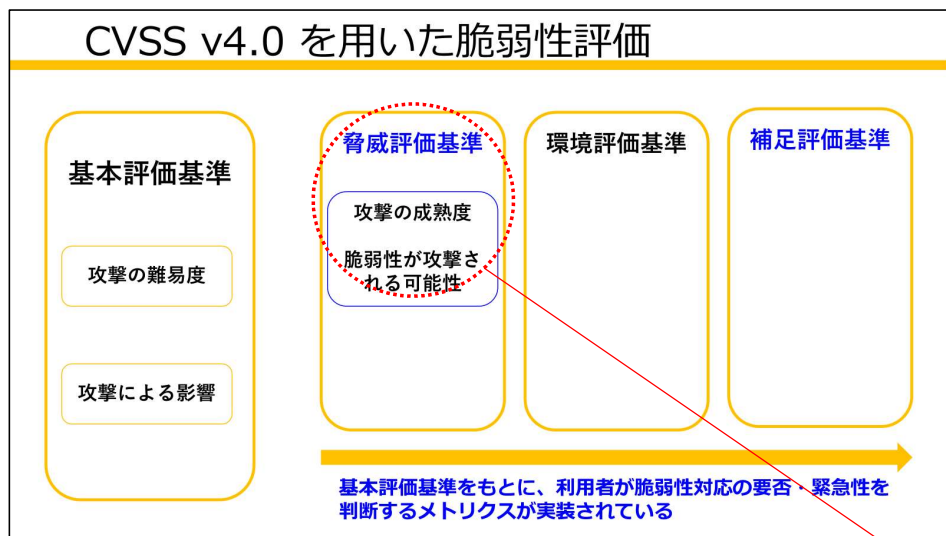 CVSS v4.0 を用いた脆弱性評価
基本評価基準
攻撃の難易度
攻撃による影響
脅威評価基準
攻撃の成熟度
脆弱性が攻撃さ
れる可能性
環境評価基準
補足評価基準
基本評価基準をもとに、利用者が脆弱性対応の要否・緊急性を
判断するメトリクスが実装されている